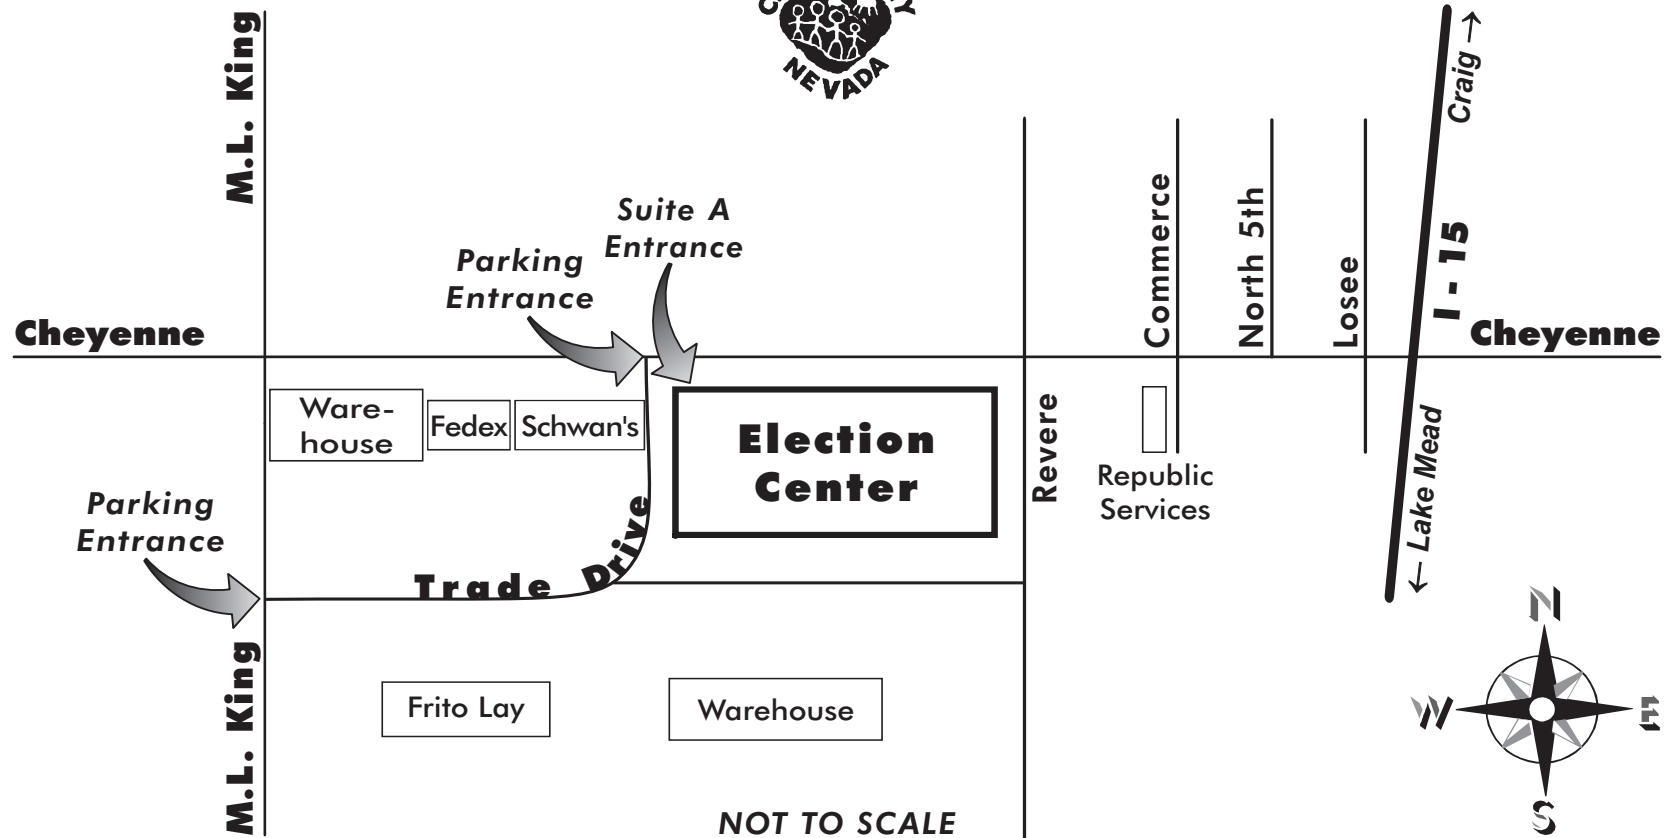 NEVADA
M.L. King
Craig →
Suite A
Entrance
Parking
Entrance
Commerce
North 5th
Losee
I - 15
Cheyenne
Cheyenne
Ware-
house
Fedex
Schwan's
Election
Center
Revere
Republic
Services
← Lake Mead
Parking
Entrance
Trade Drive
M.L. King
Frito Lay
Warehouse
N
W
E
S
NOT TO SCALE